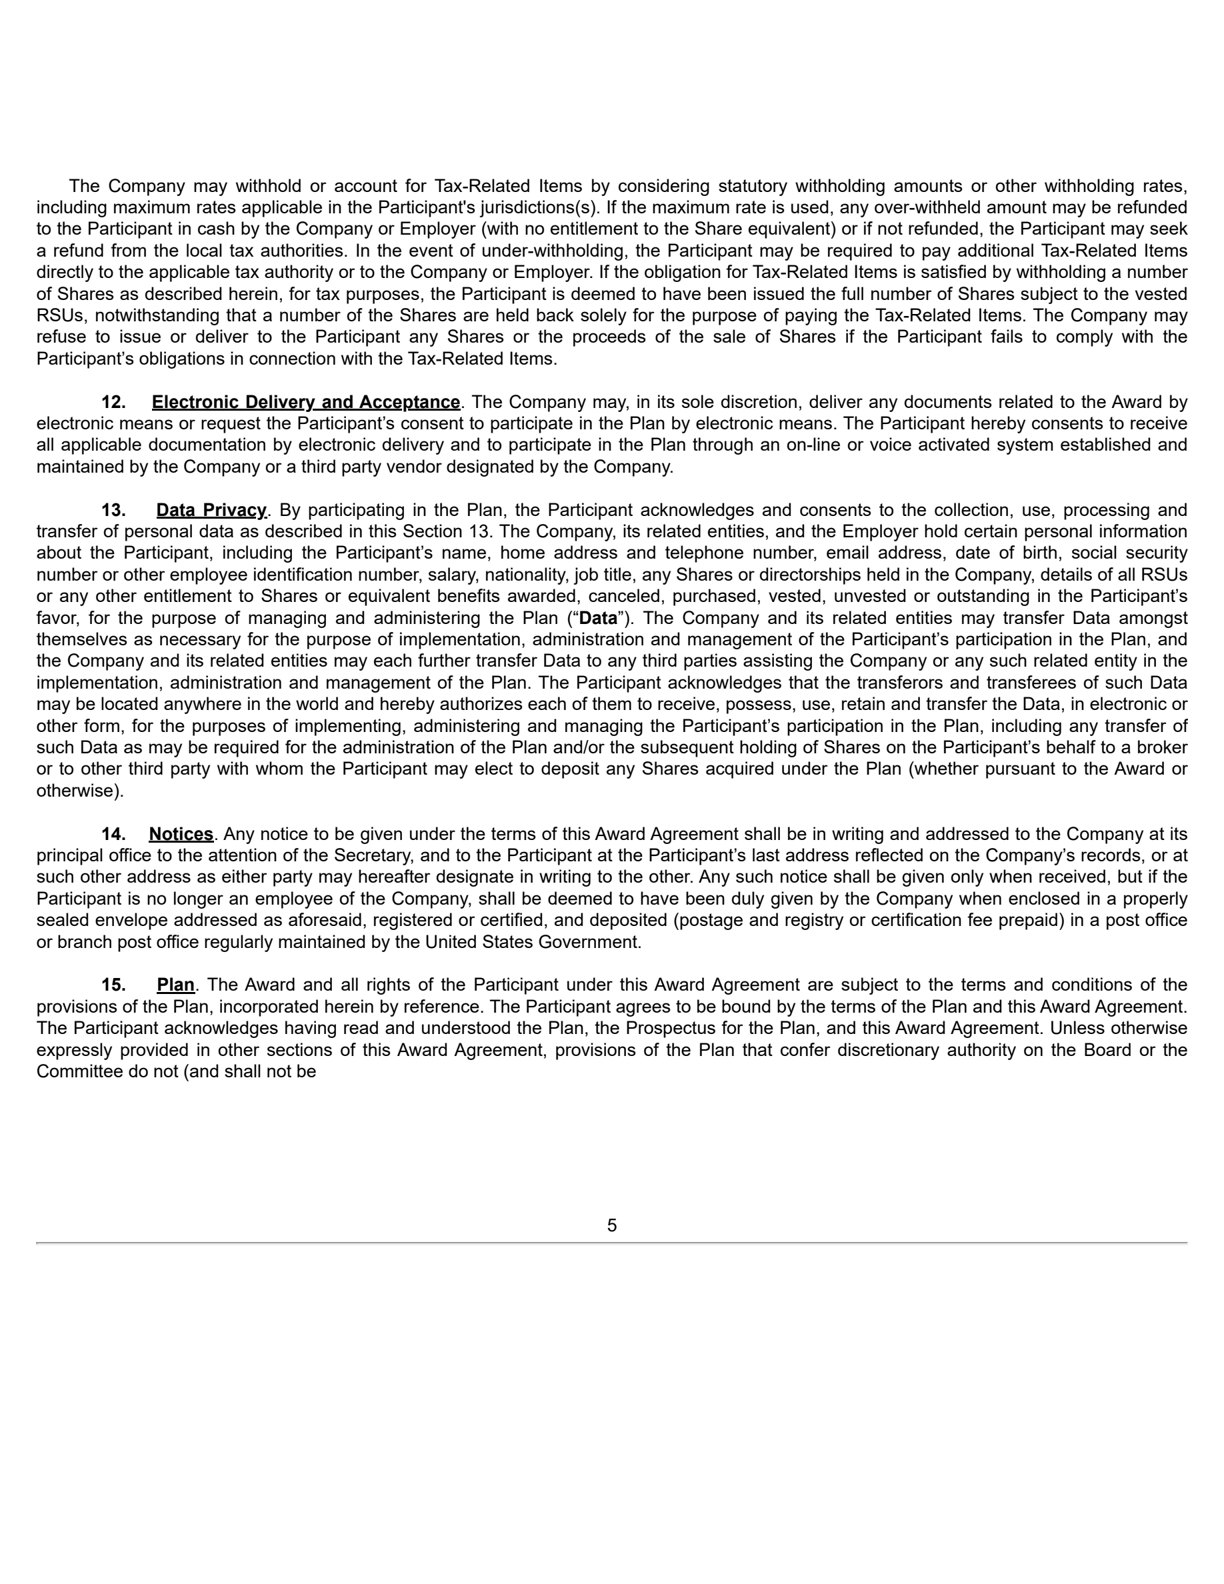 The Company may withhold or account for Tax-Related Items by considering statutory withholding amounts or other withholding rates,
including maximum rates applicable in the Participant's jurisdictions(s). If the maximum rate is used, any over-withheld amount may be refunded
to the Participant in cash by the Company or Employer (with no entitlement to the Share equivalent) or if not refunded, the Participant may seek
a refund from the local tax authorities. In the event of under-withholding, the Participant may be required to pay additional Tax-Related Items
directly to the applicable tax authority or to the Company or Employer. If the obligation for Tax-Related Items is satisfied by withholding a number
of Shares as described herein, for tax purposes, the Participant is deemed to have been issued the full number of Shares subject to the vested
RSUs, notwithstanding that a number of the Shares are held back solely for the purpose of paying the Tax-Related Items. The Company may
refuse to issue or deliver to the Participant any Shares or the proceeds of the sale of Shares if the Participant fails to comply with the
Participant’s obligations in connection with the Tax-Related Items.
12. Electronic Delivery and Acceptance. The Company may, in its sole discretion, deliver any documents related to the Award by
electronic means or request the Participant’s consent to participate in the Plan by electronic means. The Participant hereby consents to receive
all applicable documentation by electronic delivery and to participate in the Plan through an on-line or voice activated system established and
maintained by the Company or a third party vendor designated by the Company.
13. Data Privacy. By participating in the Plan, the Participant acknowledges and consents to the collection, use, processing and
transfer of personal data as described in this Section 13. The Company, its related entities, and the Employer hold certain personal information
about the Participant, including the Participant’s name, home address and telephone number, email address, date of birth, social security
number or other employee identification number, salary, nationality, job title, any Shares or directorships held in the Company, details of all RSUs
or any other entitlement to Shares or equivalent benefits awarded, canceled, purchased, vested, unvested or outstanding in the Participant’s
favor, for the purpose of managing and administering the Plan (“Data”). The Company and its related entities may transfer Data amongst
themselves as necessary for the purpose of implementation, administration and management of the Participant’s participation in the Plan, and
the Company and its related entities may each further transfer Data to any third parties assisting the Company or any such related entity in the
implementation, administration and management of the Plan. The Participant acknowledges that the transferors and transferees of such Data
may be located anywhere in the world and hereby authorizes each of them to receive, possess, use, retain and transfer the Data, in electronic or
other form, for the purposes of implementing, administering and managing the Participant’s participation in the Plan, including any transfer of
such Data as may be required for the administration of the Plan and/or the subsequent holding of Shares on the Participant’s behalf to a broker
or to other third party with whom the Participant may elect to deposit any Shares acquired under the Plan (whether pursuant to the Award or
otherwise).
14. Notices. Any notice to be given under the terms of this Award Agreement shall be in writing and addressed to the Company at its
principal office to the attention of the Secretary, and to the Participant at the Participant’s last address reflected on the Company’s records, or at
such other address as either party may hereafter designate in writing to the other. Any such notice shall be given only when received, but if the
Participant is no longer an employee of the Company, shall be deemed to have been duly given by the Company when enclosed in a properly
sealed envelope addressed as aforesaid, registered or certified, and deposited (postage and registry or certification fee prepaid) in a post office
or branch post office regularly maintained by the United States Government.
15. Plan. The Award and all rights of the Participant under this Award Agreement are subject to the terms and conditions of the
provisions of the Plan, incorporated herein by reference. The Participant agrees to be bound by the terms of the Plan and this Award Agreement.
The Participant acknowledges having read and understood the Plan, the Prospectus for the Plan, and this Award Agreement. Unless otherwise
expressly provided in other sections of this Award Agreement, provisions of the Plan that confer discretionary authority on the Board or the
Committee do not (and shall not be
5